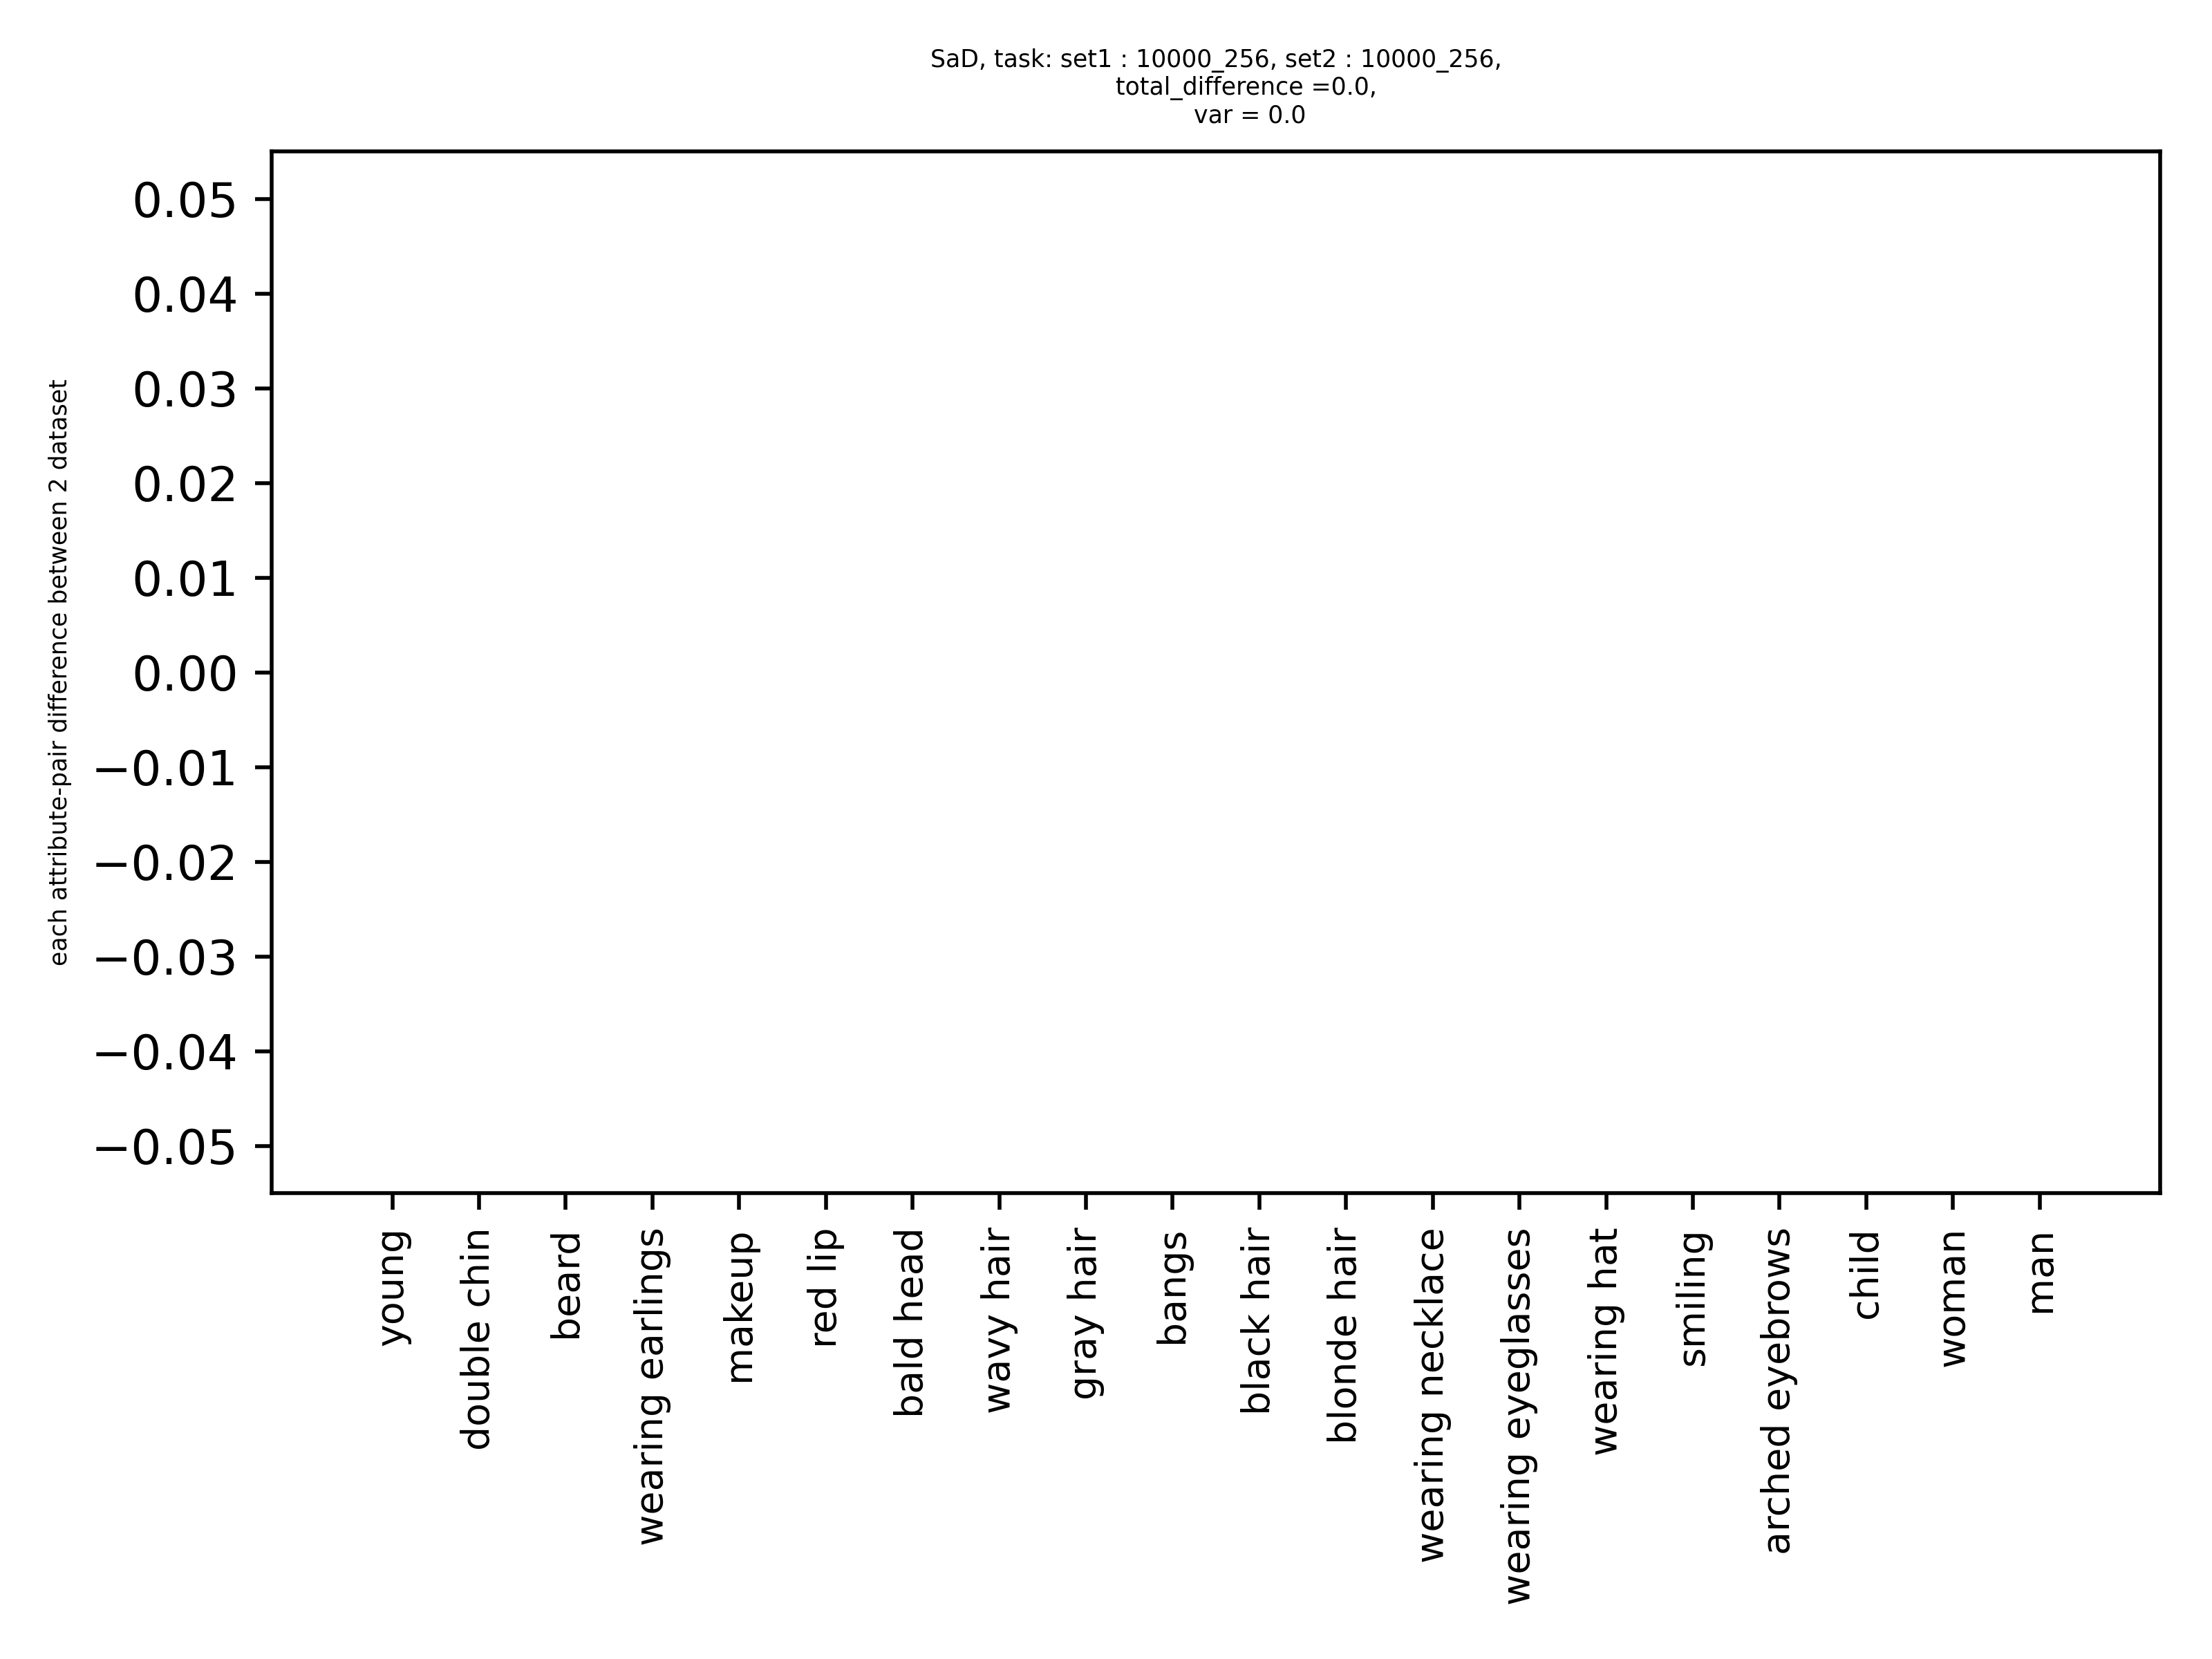 SaD, task: set1 : 10000_256, set2 : 10000_256,
total_difference =0.0,
var = 0.0
each attribute-pair difference between 2 dataset
0.05
0.04
0.03
0.02
0.01
0.00
−0.01
−0.02
−0.03
−0.04
−0.05
young
double chin
beard
wearing earlings
makeup
red lip
bald head
wavy hair
gray hair
bangs
black hair
blonde hair
wearing necklace
wearing eyeglasses
wearing hat
smiling
arched eyebrows
child
woman
man